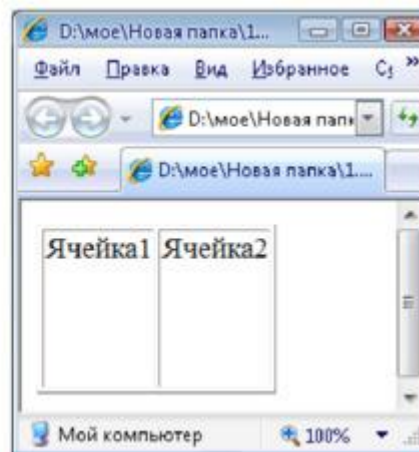 D:\мое\Новая папка\1...
Файл Правка Вид Избранное »
D:\мое\Новая
D:\мое\Новая папка\1....
Ячейка1 Ячейка2
Мой компьютер 100%